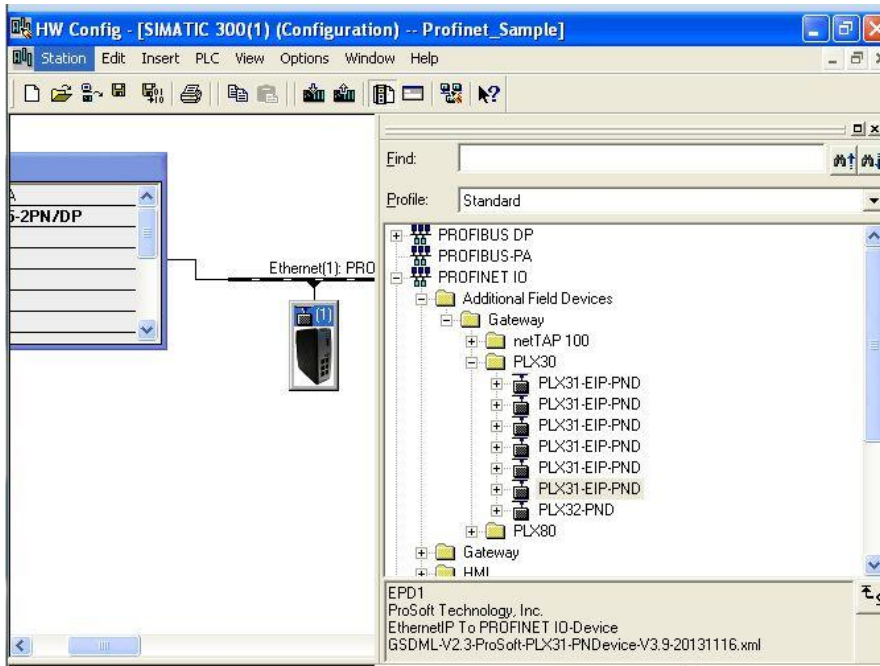 HW Config - [SIMATIC 300(1) (Configuration) -- Profinet_Sample]
Station Edit Insert PLC View Options Window Help
Find:
Profile: Standard
5-2PN/DP
Ethernet(1): PRO
(1)
PROFIBUS DP
PROFIBUS-PA
PROFINET IO
Additional Field Devices
Gateway
netTAP 100
PLX30
PLX31-EIP-PND
PLX31-EIP-PND
PLX31-EIP-PND
PLX31-EIP-PND
PLX31-EIP-PND
PLX31-EIP-PND
PLX32-PND
PLX80
Gateway
HMI
EPD1
ProSoft Technology, Inc.
EthernetIP To PROFINET IO-Device
GSDML-V2.3-ProSoft-PLX31-PNDevice-V3.9-20131116.xml